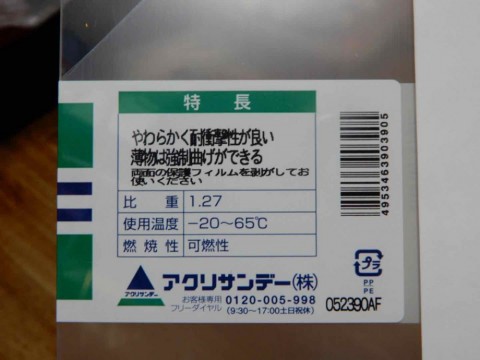 特長
やわらかく耐衝撃性が良い
薄物は強制曲げができる
両面の保護フィルムを剥がしてお
使いください
比重 1.27
使用温度 -20～65℃
燃焼性 可燃性
アクリサンデー
アクリサンデー(株)
お客様専用
フリーダイヤル 0120-005-998
(9:30～17:00土日祝休)
4953463903905
プラ
PP
PE
052390AF